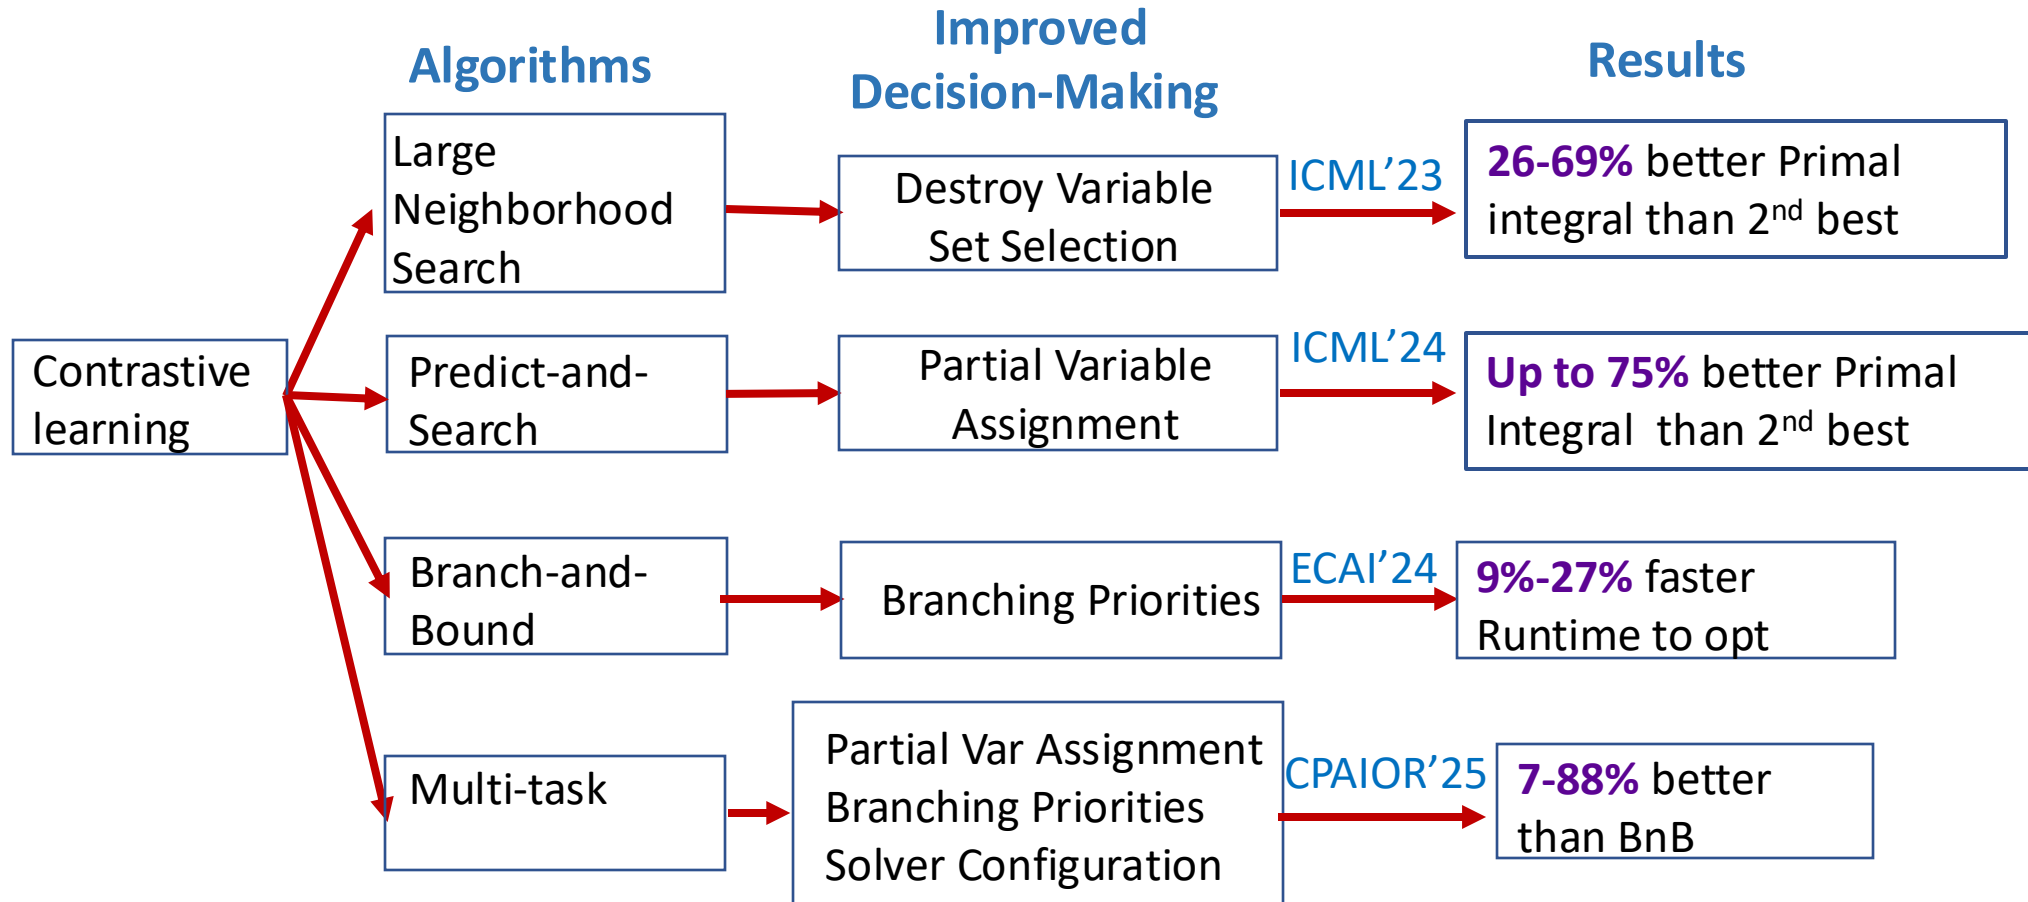 Algorithms
Improved
Decision-Making
Results
Contrastive
learning
Large
Neighborhood
Search
Destroy Variable
Set Selection
ICML’23
26-69% better Primal
integral than 2nd best
Predict-and-
Search
Partial Variable
Assignment
ICML’24
Up to 75% better Primal
Integral  than 2nd best
Branch-and-
Bound
Branching Priorities
ECAI’24
9%-27% faster
Runtime to opt
Multi-task
Partial Var Assignment
Branching Priorities
Solver Configuration
CPAIOR’25
7-88% better
than BnB